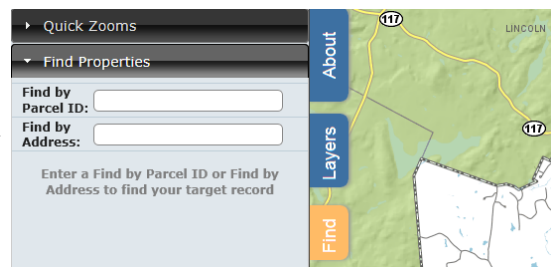 Quick Zooms
Find Properties
Find by
Parcel ID:
Find by
Address:
Enter a Find by Parcel ID or Find by
Address to find your target record
About
Layers
Find
117
LINCOLN
117